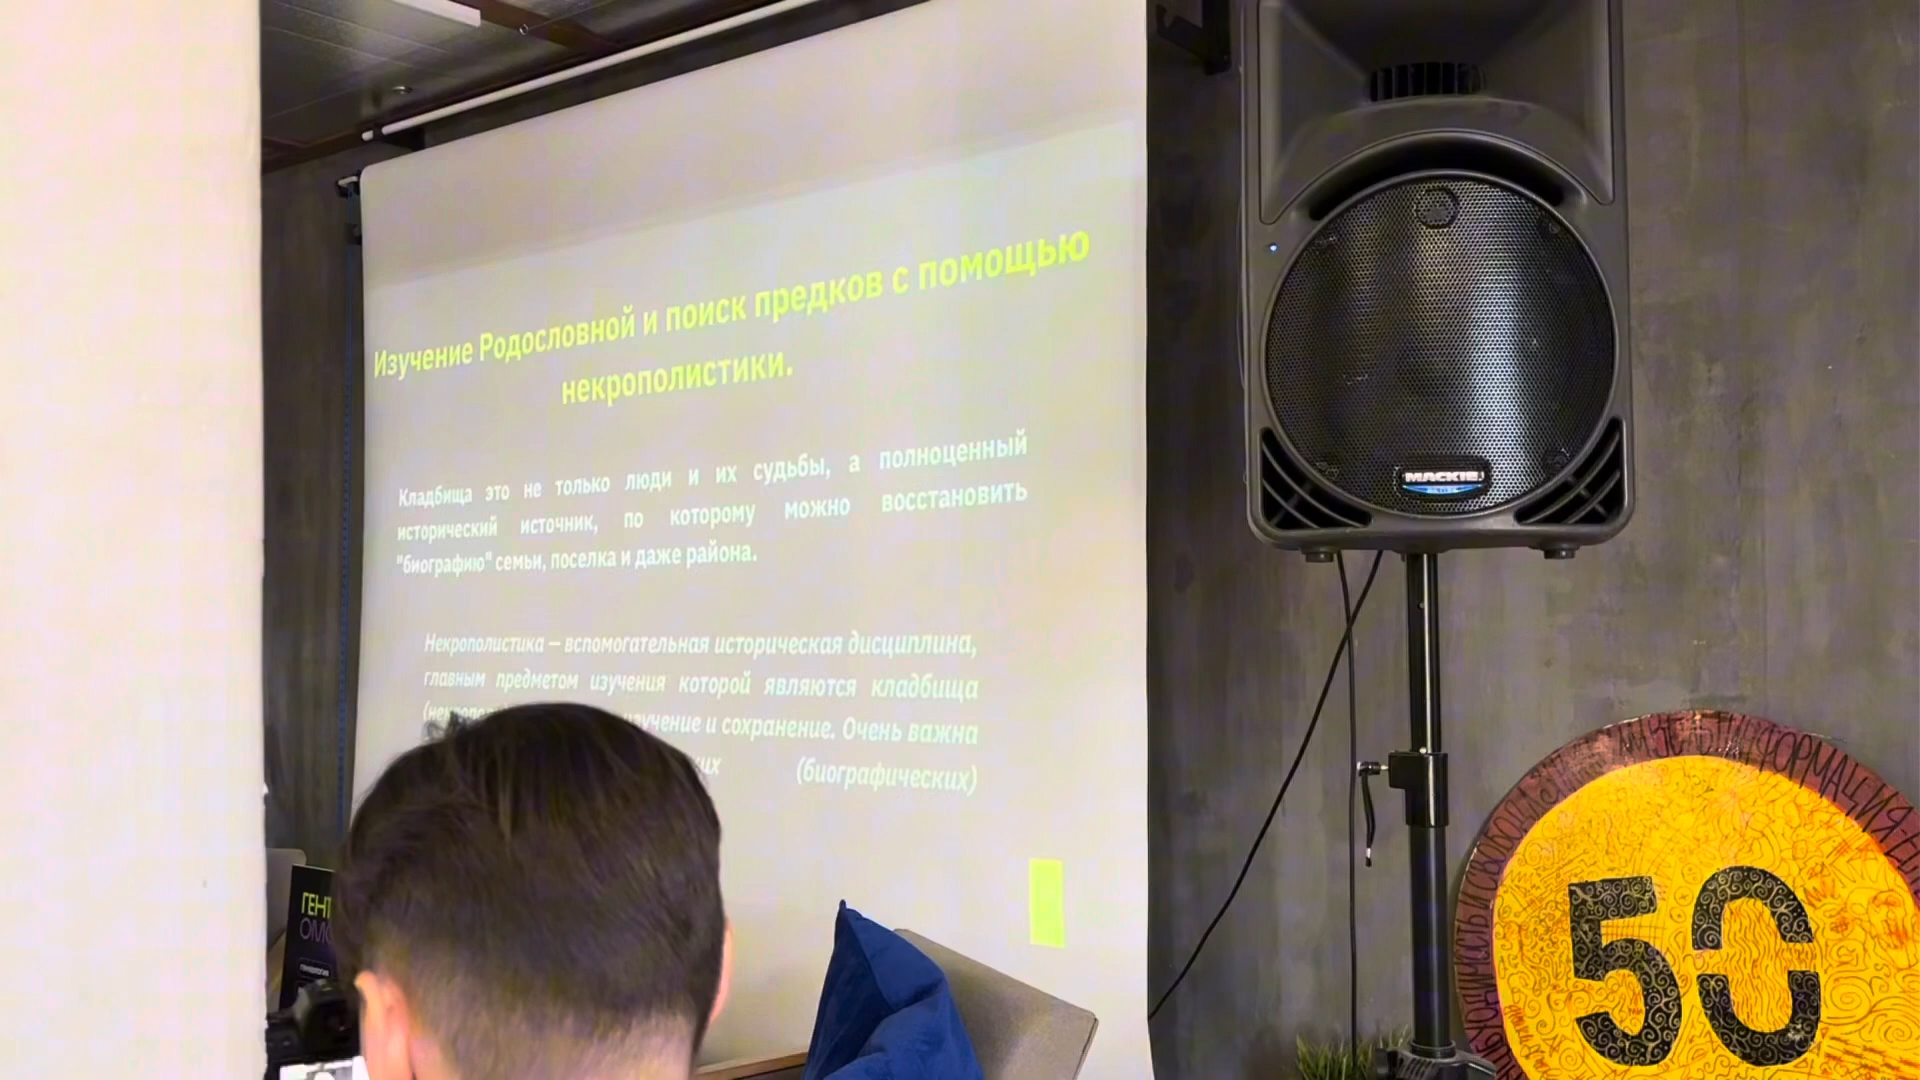 Изучение Родословной и поиск предков с помощью
некрополистики.
Кладбища это не только люди и их судьбы, а полноценный
исторический источник, по которому можно восстановить
"биографию" семьи, поселка и даже района.
Некрополистика – вспомогательная историческая дисциплина,
главным предметом изучения которой являются кладбища
изучение и сохранение. Очень важна
(биографических)
MACKIE
ГЕНТ
50